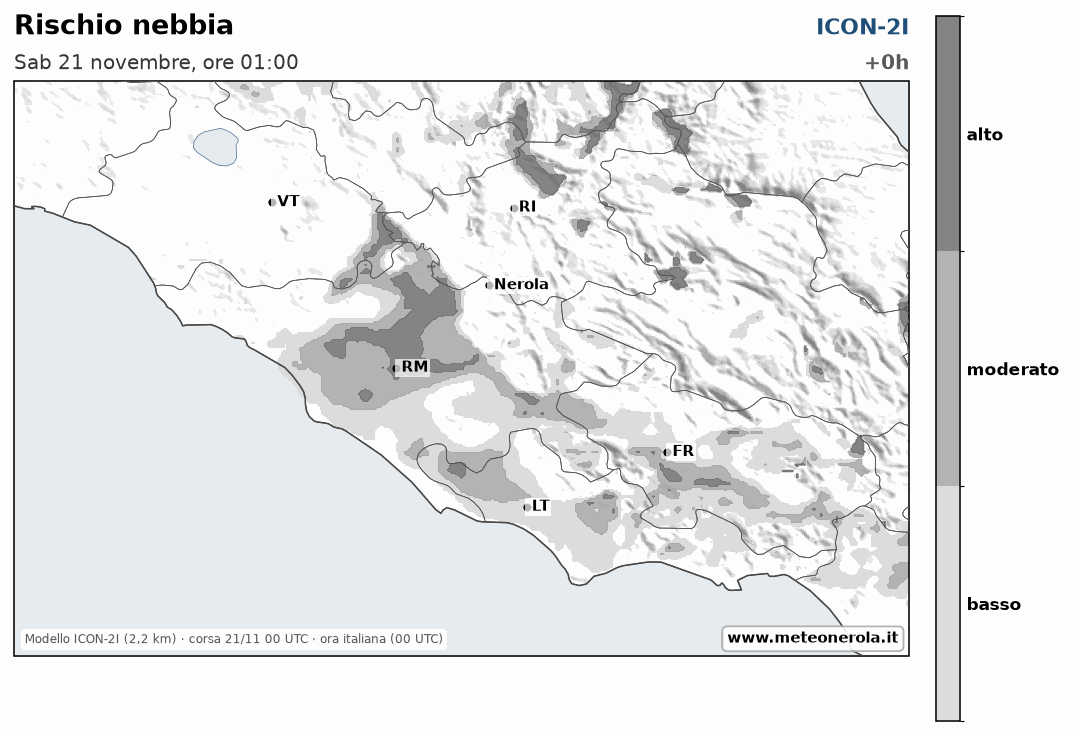 Rischio nebbia
ICON-2I
Sab 21 novembre, ore 01:00
+0h
alto
VT
RI
Nerola
RM
moderato
FR
LT
basso
Modello ICON-2I (2,2 km) · corsa 21/11 00 UTC · ora italiana (00 UTC)
www.meteonerola.it